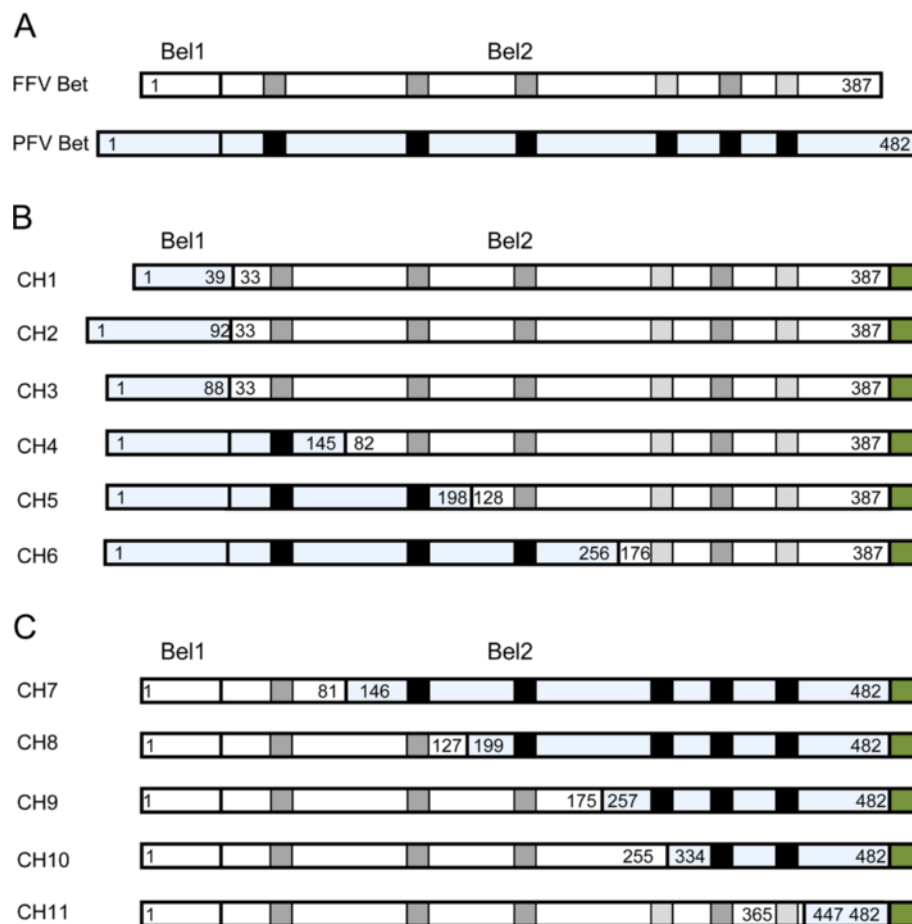 A
Bel1 Bel2
FFV Bet 1 387
PFV Bet 1 482
B
Bel1 Bel2
CH1 1 39 33 387
CH2 1 92 33 387
CH3 1 88 33 387
CH4 1 145 82 387
CH5 1 198 128 387
CH6 1 256 176 387
C
Bel1 Bel2
CH7 1 81 146 482
CH8 1 127 199 482
CH9 1 175 257 482
CH10 1 255 334 482
CH11 1 365 447 482